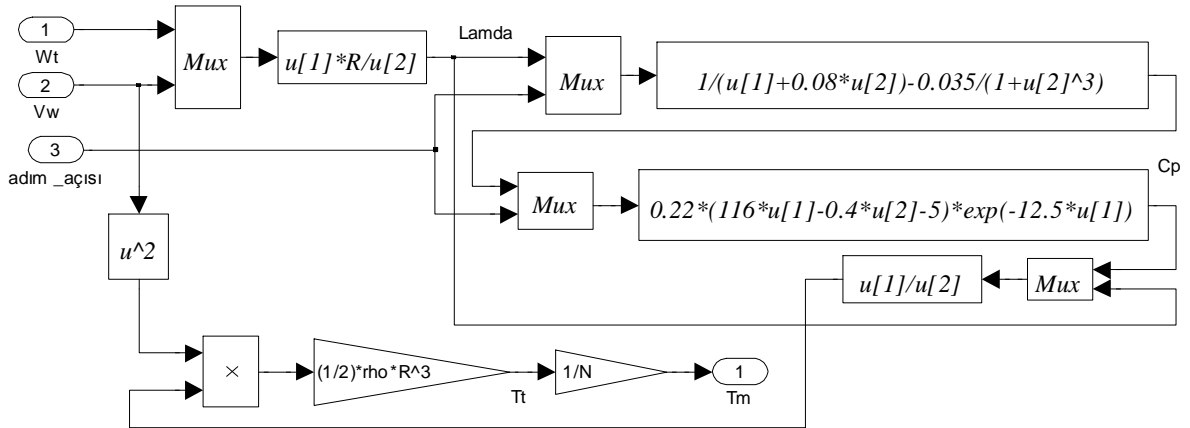 1
Wt
2
Vw
3
adım _açısı
Mux
u[1]*R/u[2]
Lamda
Mux
1/(u[1]+0.08*u[2])-0.035/(1+u[2]^3)
Mux
0.22*(116*u[1]-0.4*u[2]-5)*exp(-12.5*u[1])
Cp
u^2
u[1]/u[2]
Mux
×
(1/2)*rho*R^3
Tt
1/N
1
Tm